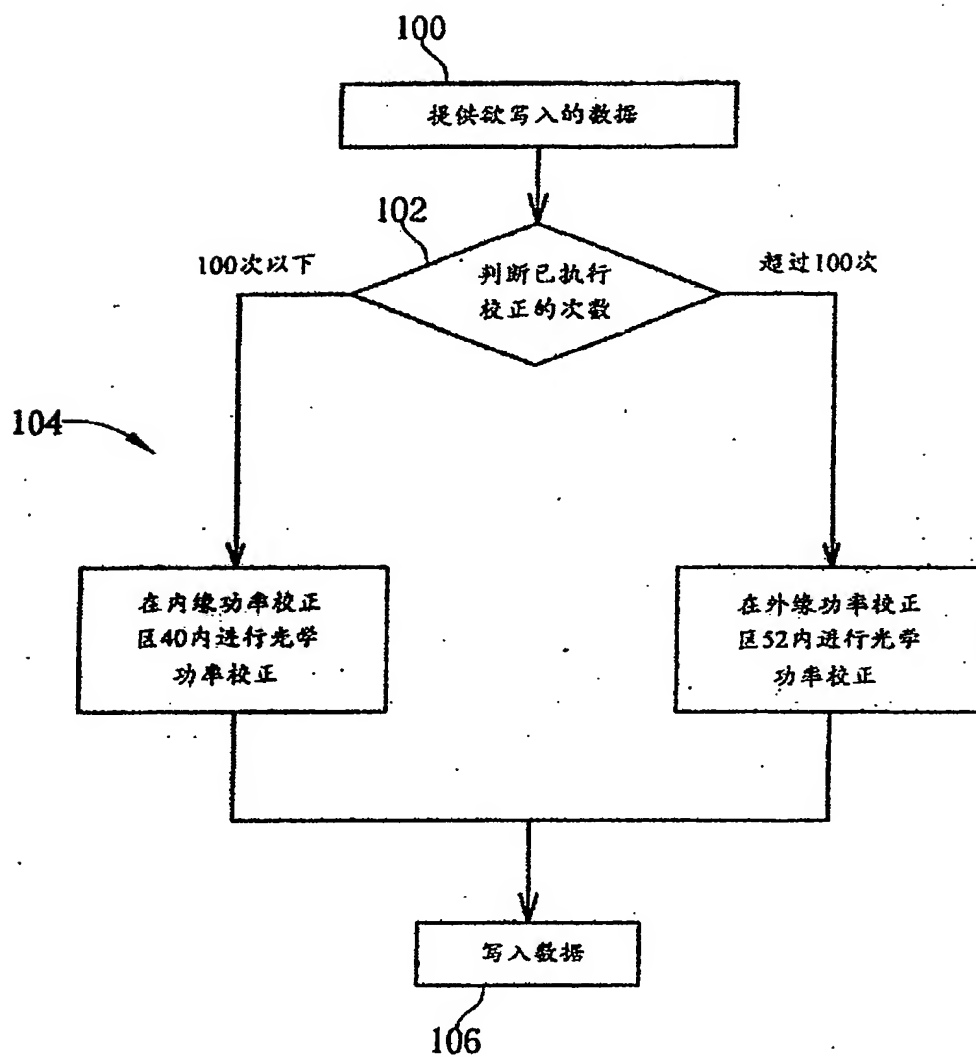 100
提供欲写入的数据
102
100次以下
判断已执行
校正的次数
超过100次
104
在内缘功率校正
区40内进行光学
功率校正
在外缘功率校正
区52内进行光学
功率校正
写入数据
106